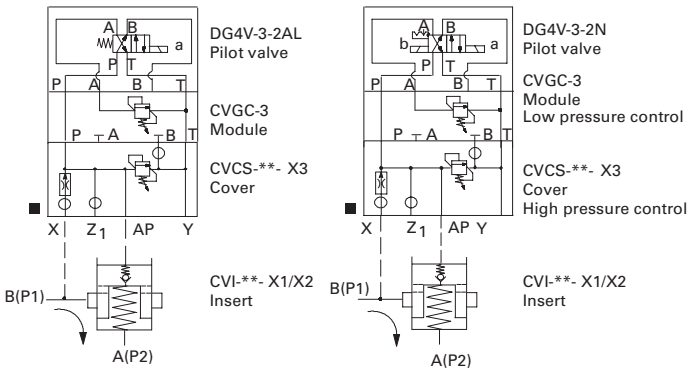 A B
a
P T
P A B T
DG4V-3-2AL
Pilot valve
CVGC-3
Module
P A B T
CVCS-**- X3
Cover
X Z1 AP Y
B(P1)
CVI-**- X1/X2
Insert
A(P2)
A B
b a
P T
P A B T
DG4V-3-2N
Pilot valve
CVGC-3
Module
Low pressure control
P A B T
CVCS-**- X3
Cover
High pressure control
X Z1 AP Y
B(P1)
CVI-**- X1/X2
Insert
A(P2)